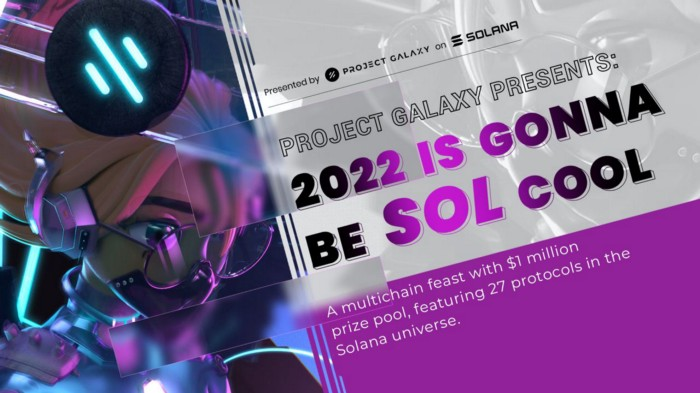 Presented by PROJECT GALAXY on SOLANA
PROJECT GALAXY PRESENTS:
2022 IS GONNA
BE SOL COOL
A multichain feast with $1 million
prize pool, featuring 27 protocols in the
Solana universe.